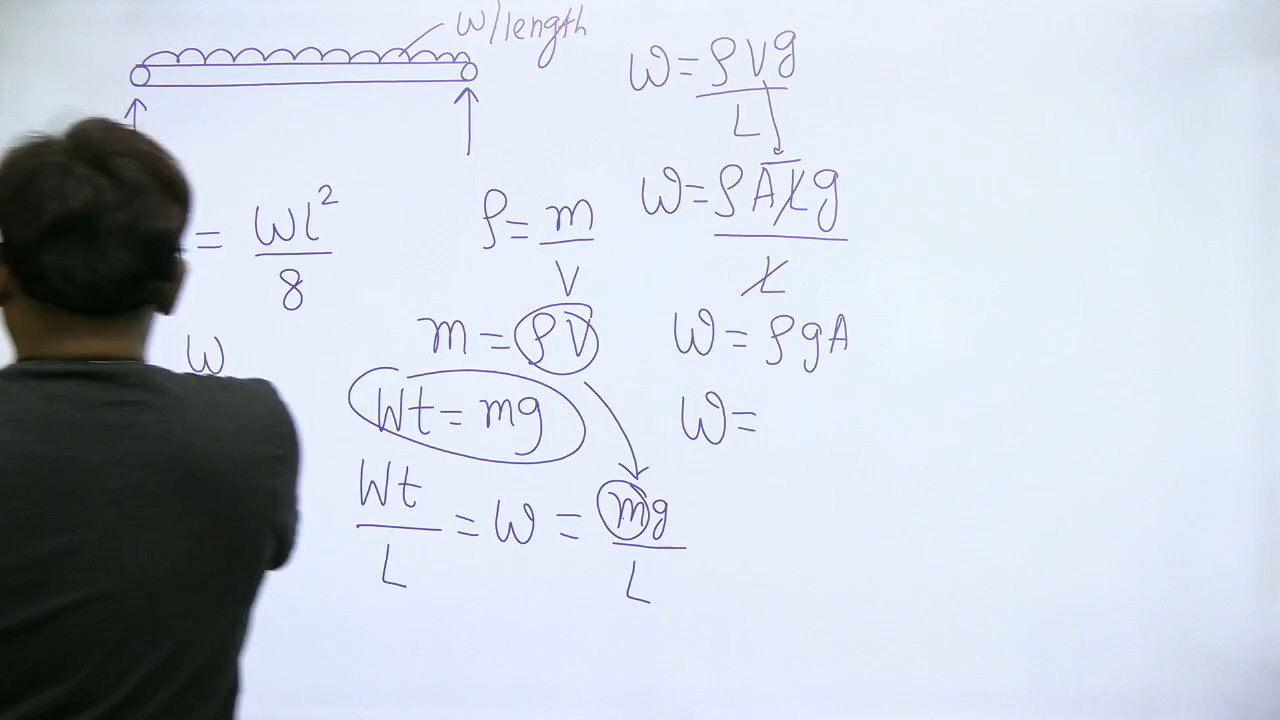 W/length
= Wl²/8
W
ρ = m/V
m = ρV
Wt = mg
Wt/L = W = mg/L
W = ρVg/L
W = ρALg/L
W = ρgA
W =